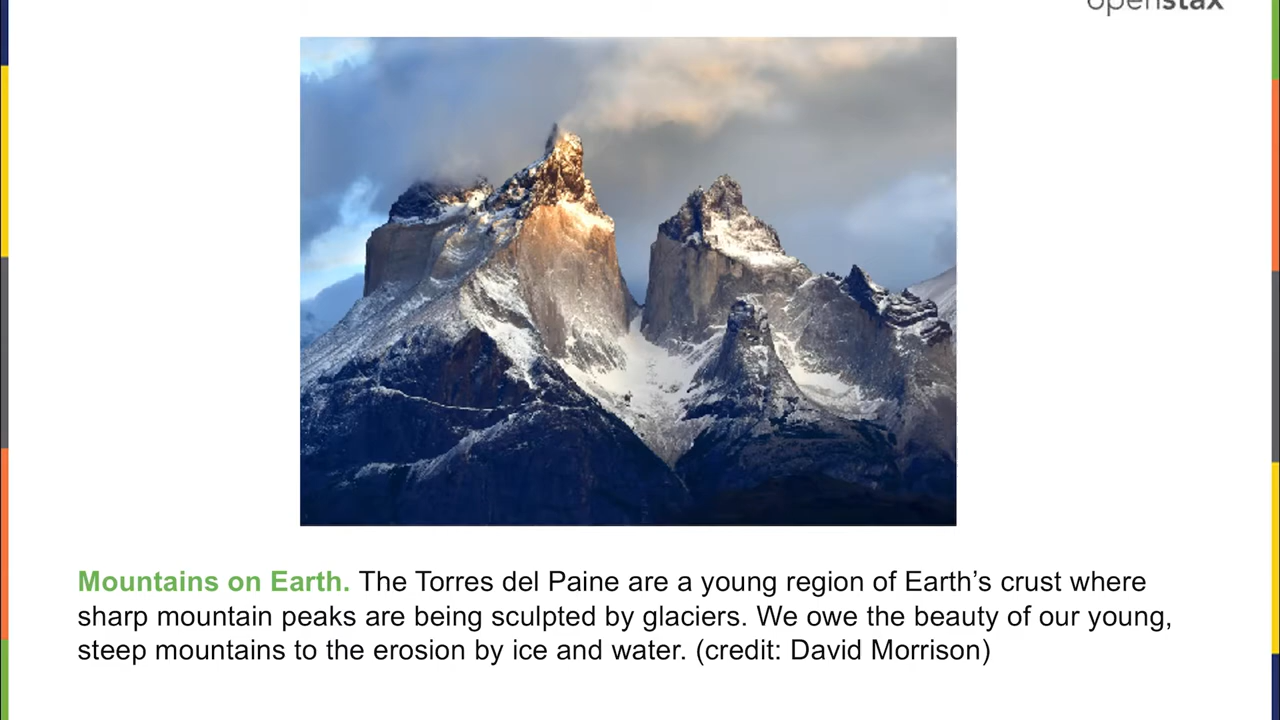 openstax
Mountains on Earth. The Torres del Paine are a young region of Earth’s crust where
sharp mountain peaks are being sculpted by glaciers. We owe the beauty of our young,
steep mountains to the erosion by ice and water. (credit: David Morrison)